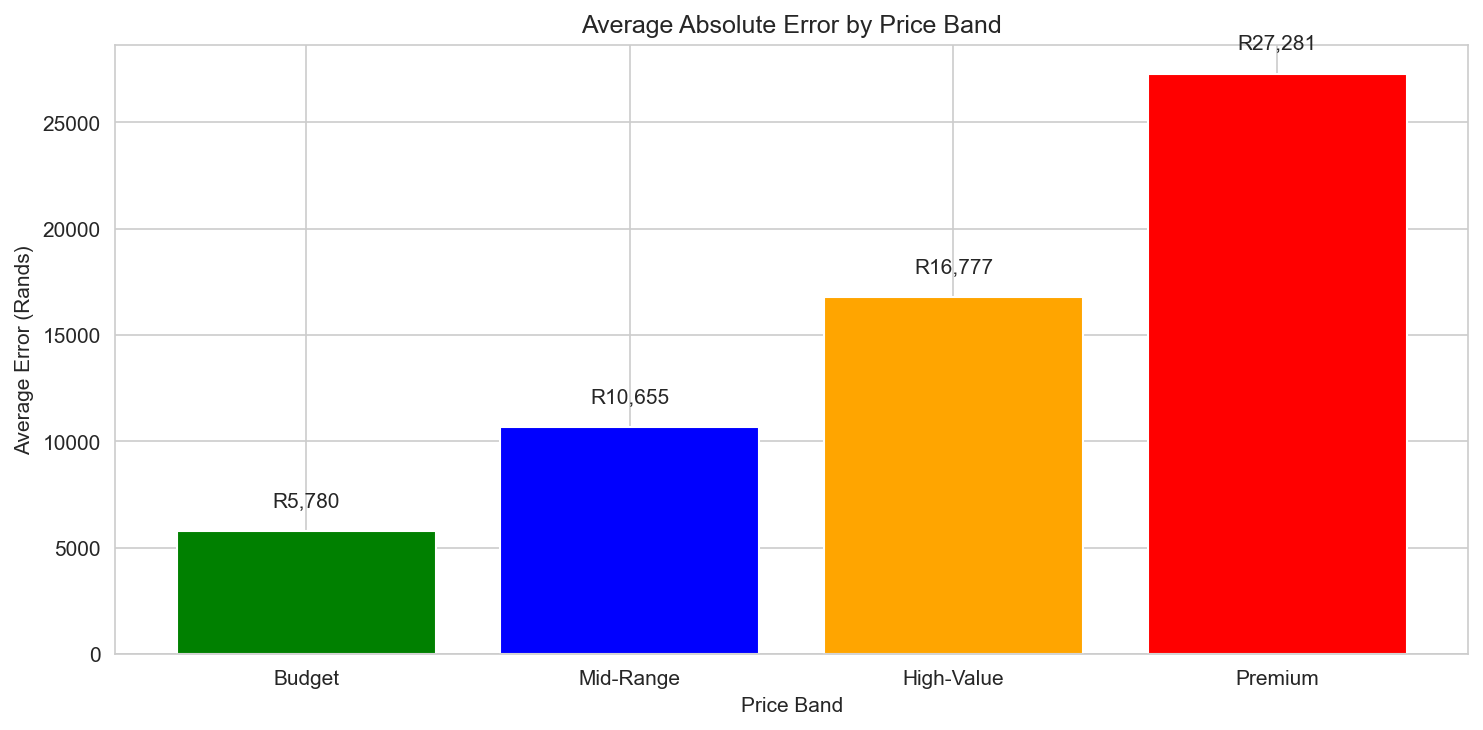 Average Absolute Error by Price Band
R27,281
25000
20000
R16,777
15000
R10,655
10000
R5,780
5000
0
Average Error (Rands)
Budget Mid-Range High-Value Premium
Price Band